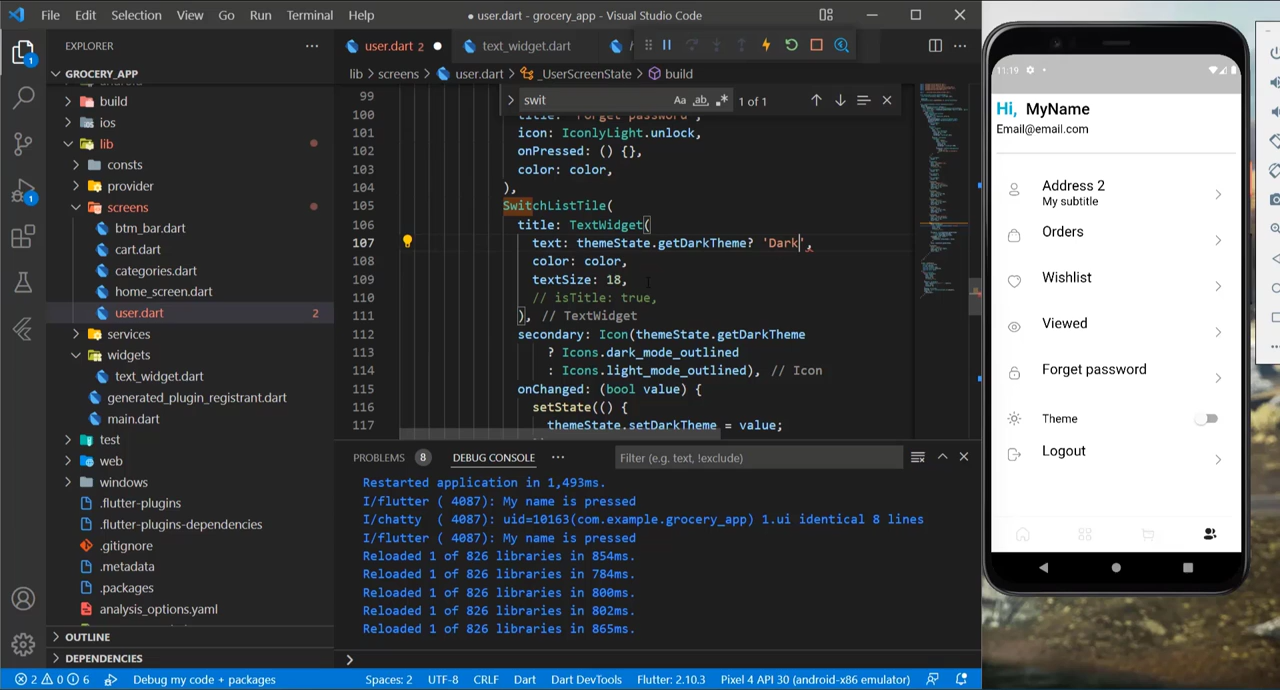 File Edit Selection View Go Run Terminal Help
● user.dart - grocery_app - Visual Studio Code
EXPLORER
GROCERY_APP
build
ios
lib
consts
provider
screens
btm_bar.dart
cart.dart
categories.dart
home_screen.dart
user.dart 2
services
widgets
text_widget.dart
generated_plugin_registrant.dart
main.dart
test
web
windows
.flutter-plugins
.flutter-plugins-dependencies
.gitignore
.metadata
.packages
analysis_options.yaml
OUTLINE
DEPENDENCIES
user.dart 2 ●
text_widget.dart
lib > screens > user.dart > _UserScreenState > build
swit
1 of 1
99
100 title: 'Forget password',
101 icon: IconlyLight.unlock,
102 onPressed: () {},
103 color: color,
104 ),
105 SwitchListTile(
106 title: TextWidget(
107 text: themeState.getDarkTheme? 'Dark',
108 color: color,
109 textSize: 18,
110 // isTitle: true,
111 ), // TextWidget
112 secondary: Icon(themeState.getDarkTheme
113 ? Icons.dark_mode_outlined
114 : Icons.light_mode_outlined), // Icon
115 onChanged: (bool value) {
116 setState(() {
117 themeState.setDarkTheme = value;
PROBLEMS 8 DEBUG CONSOLE ···
Filter (e.g. text, !exclude)
Restarted application in 1,493ms.
I/flutter ( 4087): My name is pressed
I/chatty ( 4087): uid=10163(com.example.grocery_app) 1.ui identical 8 lines
I/flutter ( 4087): My name is pressed
Reloaded 1 of 826 libraries in 854ms.
Reloaded 1 of 826 libraries in 784ms.
Reloaded 1 of 826 libraries in 800ms.
Reloaded 1 of 826 libraries in 802ms.
Reloaded 1 of 826 libraries in 865ms.
2 0 6 Debug my code + packages
Spaces: 2 UTF-8 CRLF Dart Dart DevTools Flutter: 2.10.3 Pixel 4 API 30 (android-x86 emulator)
11:19
Hi, MyName
Email@email.com
Address 2
My subtitle
Orders
Wishlist
Viewed
Forget password
Theme
Logout